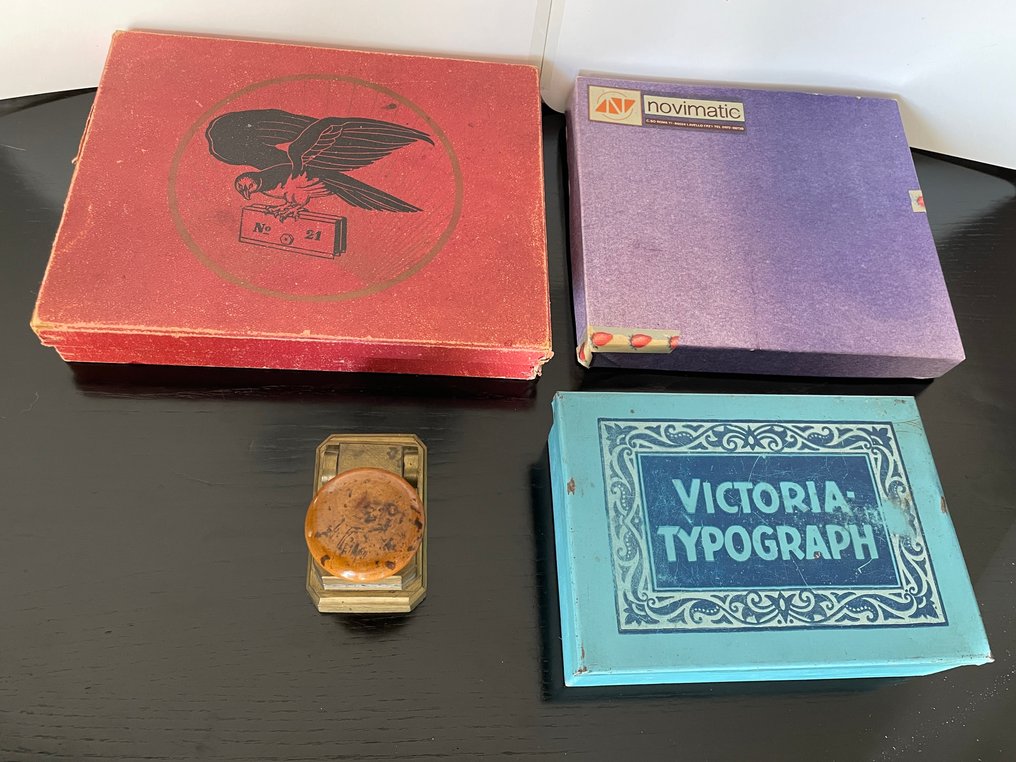 Nº 21
novimatic
VICTORIA-
TYPOGRAPH